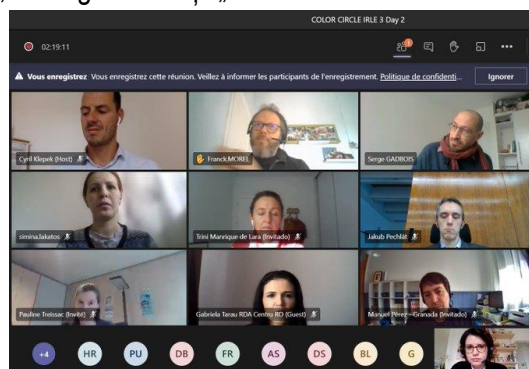 COLOR CIRCLE IRLE 3 Day 2
02:19:11
Vous enregistrez Vous enregistrez cette réunion. Veillez à informer les participants de l'enregistrement. Politique de confidenti... Ignorer
Cyril Klepek (Host)
Franck MOREL
Serge GADBOIS
simina.lakatos
Trini Manrique de Lara (Invitado)
Jakub Pechlát
Pauline Treissac (Invité)
Gabriela Tarau RDA Centru RO (Guest)
Manuel Pérez - Granada (Invitado)
+4 HR PU DB FR AS DS BL G